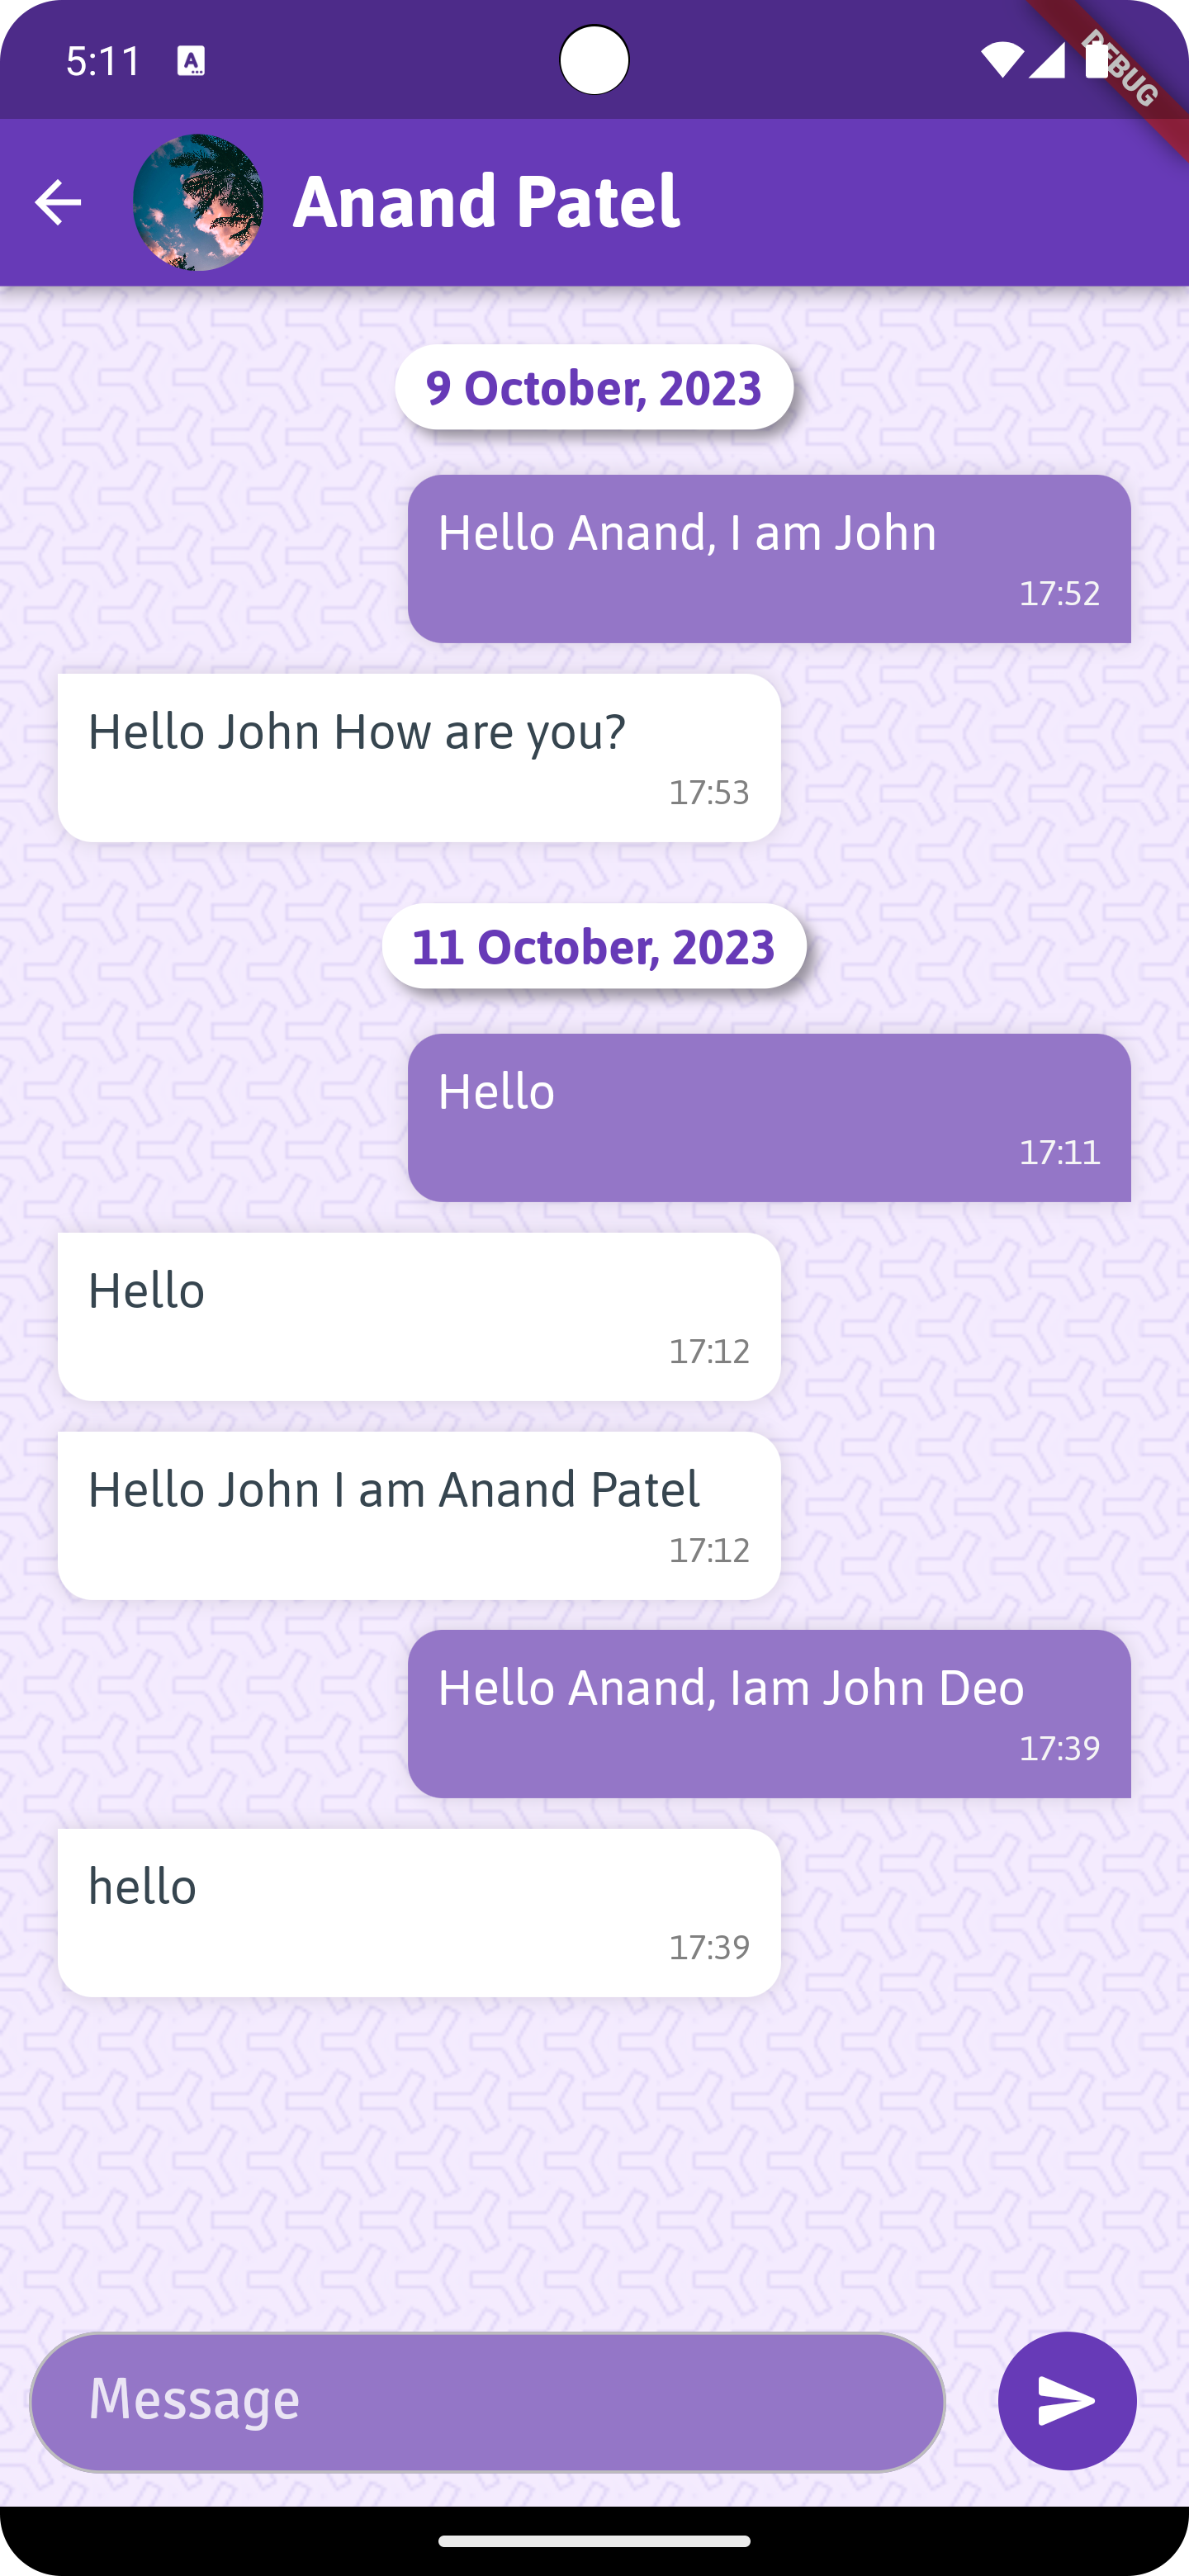 5:11
DEBUG
Anand Patel
9 October, 2023
Hello Anand, I am John
17:52
Hello John How are you?
17:53
11 October, 2023
Hello
17:11
Hello
17:12
Hello John I am Anand Patel
17:12
Hello Anand, Iam John Deo
17:39
hello
17:39
Message